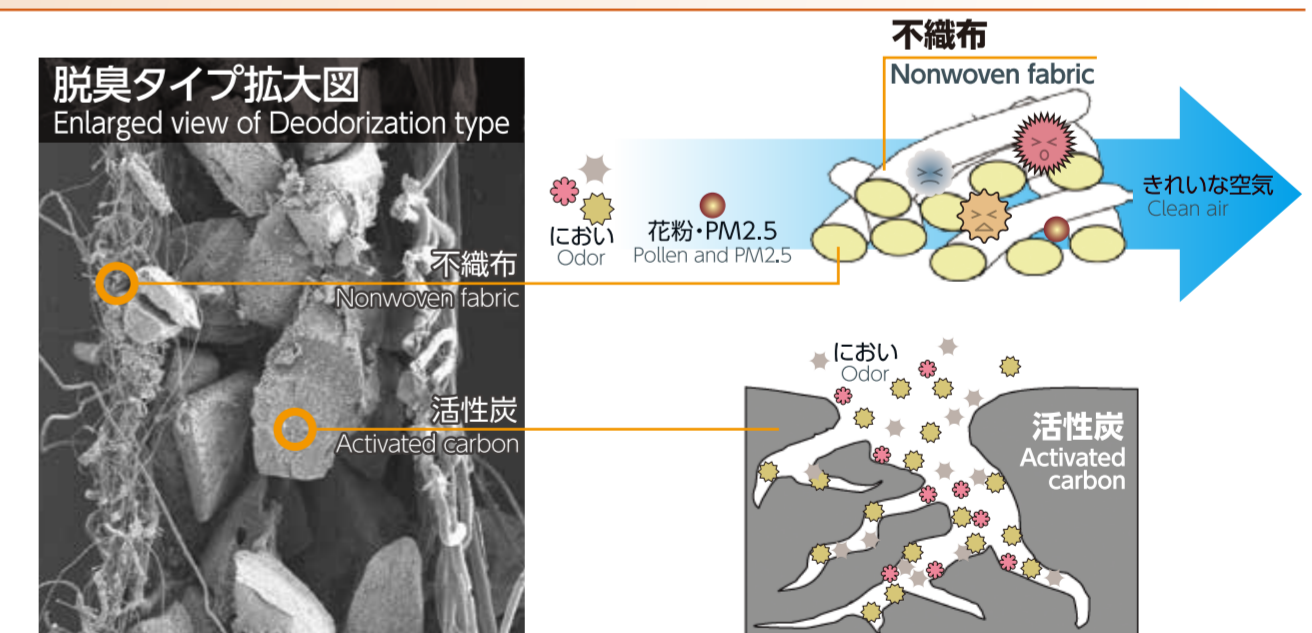 脱臭タイプ拡大図
Enlarged view of Deodorization type
不織布
Nonwoven fabric
活性炭
Activated carbon
不織布
Nonwoven fabric
におい
Odor
花粉・PM2.5
Pollen and PM2.5
きれいな空気
Clean air
におい
Odor
活性炭
Activated
carbon